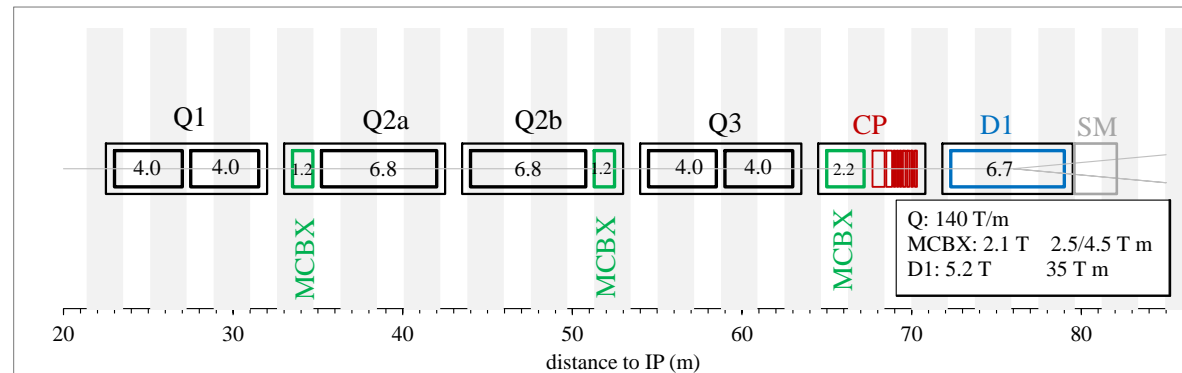 Q1 Q2a Q2b Q3 CP D1 SM
4.0 4.0 1.2 6.8 6.8 1.2 4.0 4.0 2.2 6.7
MCBX MCBX MCBX
Q: 140 T/m
MCBX: 2.1 T 2.5/4.5 T m
D1: 5.2 T 35 T m
20 30 40 50 60 70 80
distance to IP (m)